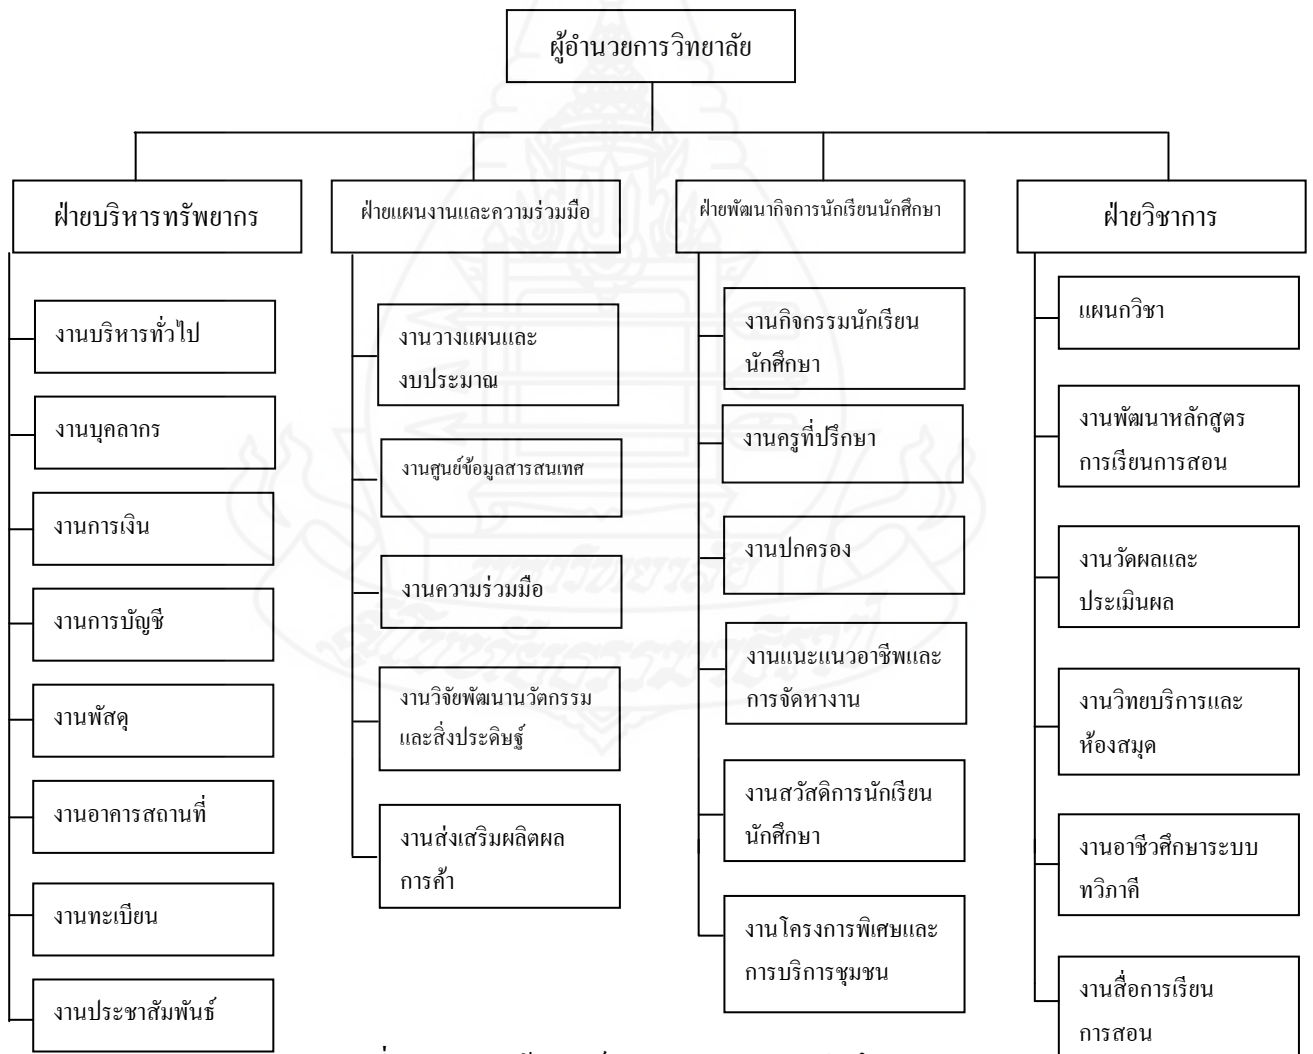 ผู้อำนวยการวิทยาลัย
ฝ่ายบริหารทรัพยากร
ฝ่ายแผนงานและความร่วมมือ
ฝ่ายพัฒนากิจการนักเรียนนักศึกษา
ฝ่ายวิชาการ
งานบริหารทั่วไป
งานบุคลากร
งานการเงิน
งานการบัญชี
งานพัสดุ
งานอาคารสถานที่
งานทะเบียน
งานประชาสัมพันธ์
งานวางแผนและ
งบประมาณ
งานศูนย์ข้อมูลสารสนเทศ
งานความร่วมมือ
งานวิจัยพัฒนานวัตกรรม
และสิ่งประดิษฐ์
งานส่งเสริมผลิตผล
การค้า
งานกิจกรรมนักเรียน
นักศึกษา
งานครูที่ปรึกษา
งานปกครอง
งานแนะแนวอาชีพและ
การจัดหางาน
งานสวัสดิการนักเรียน
นักศึกษา
งานโครงการพิเศษและ
การบริการชุมชน
แผนกวิชา
งานพัฒนาหลักสูตร
การเรียนการสอน
งานวัดผลและ
ประเมินผล
งานวิทยบริการและ
ห้องสมุด
งานอาชีวศึกษาระบบ
ทวิภาคี
งานสื่อการเรียน
การสอน